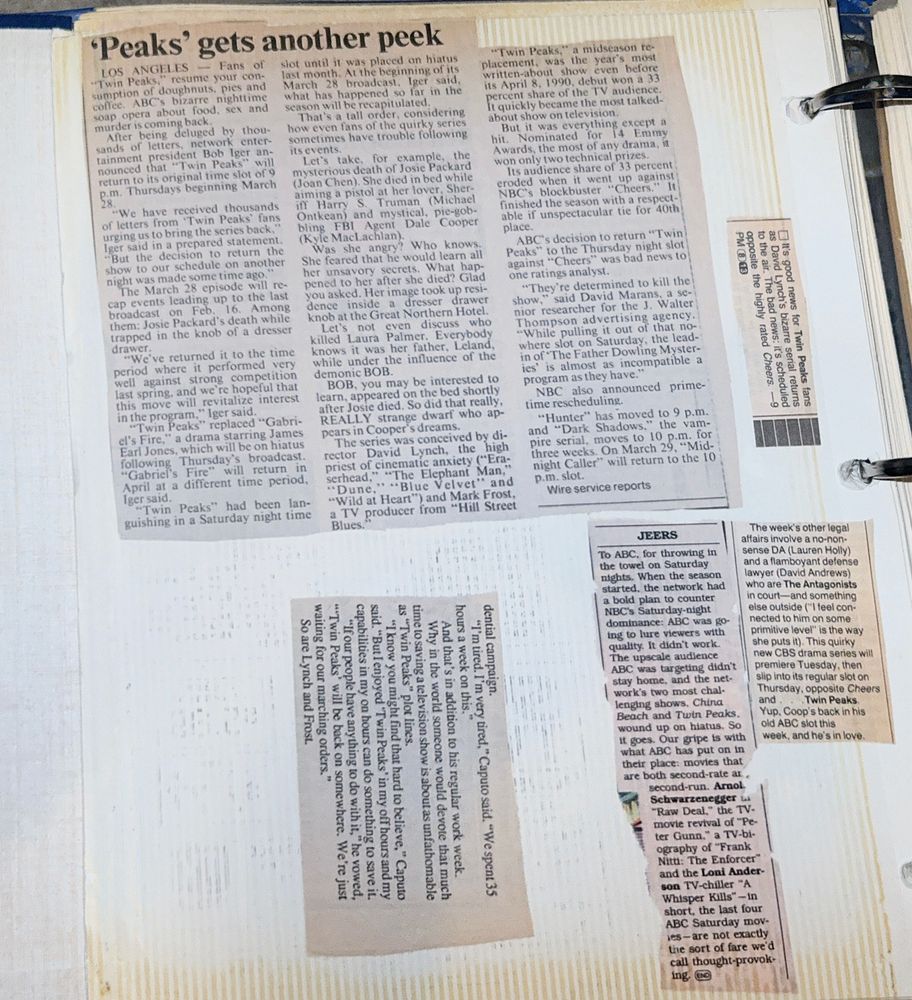 'Peaks' gets another peek
LOS ANGELES — Fans of
"Twin Peaks," resume your con-
sumption of doughnuts, pies and
coffee. ABC's bizarre nighttime
soap opera about food, sex and
murder is coming back.
After being deluged by thou-
sands of letters, network enter-
tainment president Bob Iger an-
nounced that "Twin Peaks" will
return to its original time slot of 9
p.m. Thursdays beginning March
28.
"We have received thousands
of letters from 'Twin Peaks' fans
urging us to bring the series back,"
Iger said in a prepared statement.
"But the decision to return the
show to our schedule on another
night was made some time ago."
The March 28 episode will re-
cap events leading up to the last
broadcast on Feb. 16. Among
them: Josie Packard's death while
trapped in the knob of a dresser
drawer.
"We've returned it to the time
period where it performed very
well against strong competition
last spring, and we're hopeful that
this move will revitalize interest
in the program," Iger said.
"Twin Peaks" replaced "Gabri-
el's Fire," a drama starring James
Earl Jones, which will be on hiatus
following Thursday's broadcast.
"Gabriel's Fire" will return in
April at a different time period,
Iger said.
"Twin Peaks" had been lan-
guishing in a Saturday night time
slot until it was placed on hiatus
last month. At the beginning of its
March 28 broadcast, Iger said,
what has happened so far in the
season will be recapitulated.
That's a tall order, considering
how even fans of the quirky series
sometimes have trouble following
its events.
Let's take, for example, the
mysterious death of Josie Packard
(Joan Chen). She died in bed while
aiming a pistol at her lover, Sher-
iff Harry S. Truman (Michael
Ontkean) and mystical, pie-gob-
bling FBI Agent Dale Cooper
(Kyle MacLachlan).
Was she angry? Who knows.
She feared that he would learn all
her unsavory secrets. What hap-
pened to her after she died? Glad
you asked. Her image took up resi-
dence inside a dresser drawer
knob at the Great Northern Hotel.
Let's not even discuss who
killed Laura Palmer. Everybody
knows it was her father, Leland,
while under the influence of the
demonic BOB.
BOB, you may be interested to
learn, appeared on the bed shortly
after Josie died. So did that really,
REALLY strange dwarf who ap-
pears in Cooper's dreams.
The series was conceived by di-
rector David Lynch, the high
priest of cinematic anxiety ("Era-
serhead," "The Elephant Man,"
"Dune," "Blue Velvet" and
"Wild at Heart") and Mark Frost,
a TV producer from "Hill Street
Blues."
"Twin Peaks," a midseason re-
placement, was the year's most
written-about show even before
its April 8, 1990, debut won a 33
percent share of the TV audience.
It quickly became the most talked-
about show on television.
But it was everything except a
hit. Nominated for 14 Emmy
Awards, the most of any drama, it
won only two technical prizes.
Its audience share of 33 percent
eroded when it went up against
NBC's blockbuster "Cheers." It
finished the season with a respect-
able if unspectacular tie for 40th
place.
ABC's decision to return "Twin
Peaks" to the Thursday night slot
against "Cheers" was bad news to
one ratings analyst.
"They're determined to kill the
show," said David Marans, a se-
nior researcher for the J. Walter
Thompson advertising agency.
"While pulling it out of that no-
where slot on Saturday, the lead-
in of 'The Father Dowling Myster-
ies' is almost as incompatible a
program as they have."
NBC also announced prime-
time rescheduling.
"Hunter" has moved to 9 p.m.
and "Dark Shadows," the vam-
pire serial, moves to 10 p.m. for
three weeks. On March 29, "Mid-
night Caller" will return to the 10
p.m. slot.
Wire service reports
It's good news for Twin Peaks fans
as David Lynch's bizarre serial returns
to the air. The bad news: it's scheduled
opposite the highly rated Cheers. —9
PM
dential campaign.
"I'm tired, I'm very tired," Caputo said. "We spent 35
hours a week on this."
And that's in addition to his regular work week.
Why in the world someone would devote that much
time to saving a television show is about as unfathomable
as "Twin Peaks" plot lines.
"I know you might find that hard to believe," Caputo
said. "But I enjoyed 'Twin Peaks' in my off hours and my
capabilities in my on hours can do something to save it.
"If our people have anything to do with it," he vowed,
"'Twin Peaks' will be back on somewhere. We're just
waiting for our marching orders."
So are Lynch and Frost.
JEERS
To ABC, for throwing in
the towel on Saturday
nights. When the season
started, the network had
a bold plan to counter
NBC's Saturday-night
dominance: ABC was go-
ing to lure viewers with
quality. It didn't work.
The upscale audience
ABC was targeting didn't
stay home, and the net-
work's two most chal-
lenging shows, China
Beach and Twin Peaks,
wound up on hiatus. So
it goes. Our gripe is with
what ABC has put on in
their place: movies that
are both second-rate an
second-run. Arnol
Schwarzenegger in
"Raw Deal," the TV-
movie revival of "Pe-
ter Gunn," a TV-bi-
ography of "Frank
Nitti: The Enforcer"
and the Loni Ander-
son TV-chiller "A
Whisper Kills"—in
short, the last four
ABC Saturday mov-
ies—are not exactly
the sort of fare we'd
call thought-provok-
ing. END
The week's other legal
affairs involve a no-non-
sense DA (Lauren Holly)
and a flamboyant defense
lawyer (David Andrews)
who are The Antagonists
in court—and something
else outside ("I feel con-
nected to him on some
primitive level" is the way
she puts it). This quirky
new CBS drama series will
premiere Tuesday, then
slip into its regular slot on
Thursday, opposite Cheers
and . . . Twin Peaks.
Yup, Coop's back in his
old ABC slot this
week, and he's in love.